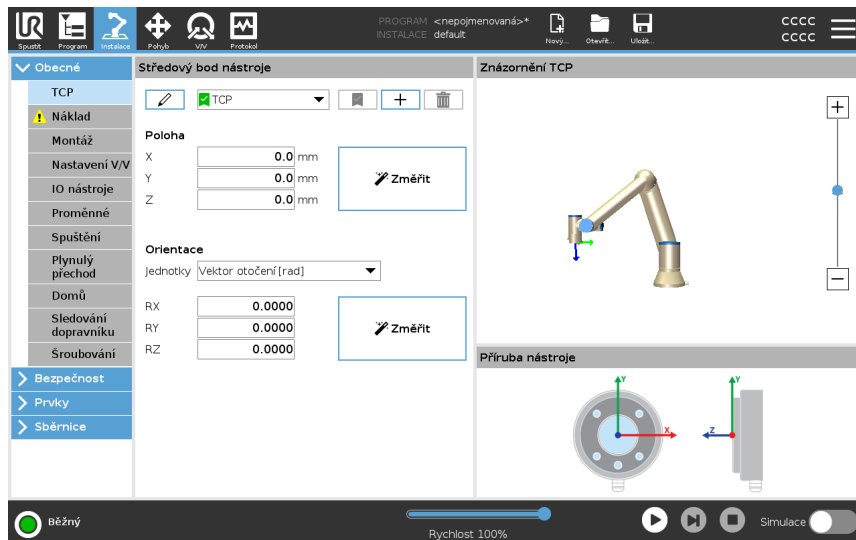 UR
PROGRAM <nepojmenovaná>*
INSTALACE default
CCCC
CCCC
Spustit Program Instalace Pohyb V/V Protokol Nový... Otevřít... Uložit...
Obecné
TCP
Náklad
Montáž
Nastavení V/V
IO nástroje
Proměnné
Spuštění
Plynulý
přechod
Domů
Sledování
dopravníku
Šroubování
Bezpečnost
Prvky
Sběrnice
Středový bod nástroje
TCP
Poloha
X 0.0 mm
Y 0.0 mm
Z 0.0 mm
Změřit
Orientace
Jednotky Vektor otočení [rad]
RX 0.0000
RY 0.0000
RZ 0.0000
Změřit
Znázornění TCP
Příruba nástroje
Y
X
Y
Z
Běžný
Rychlost 100%
Simulace